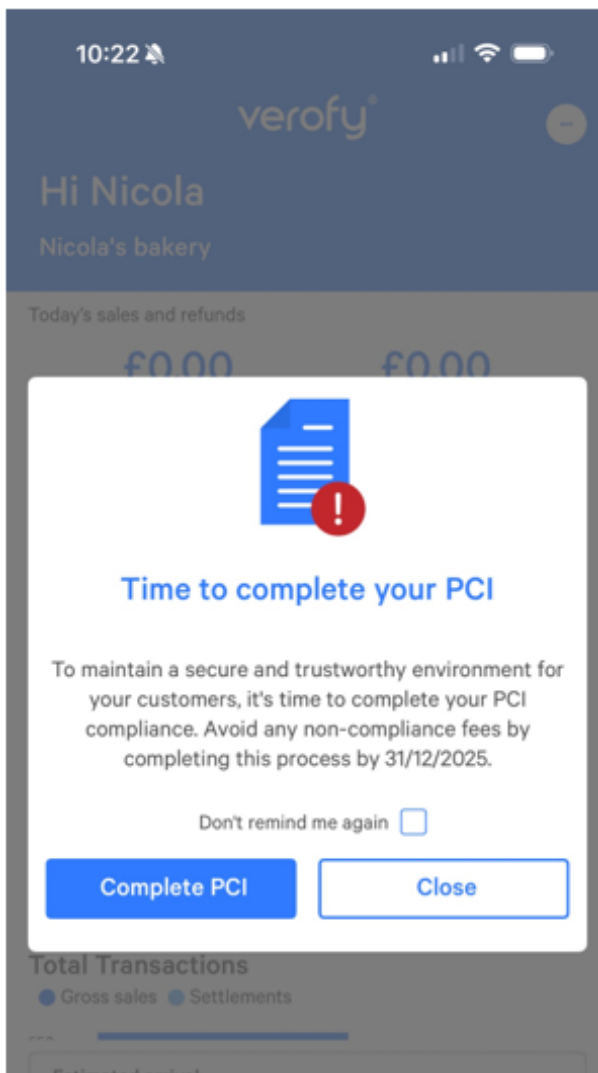 10:22
verofy®
Hi Nicola
Nicola's bakery
Today's sales and refunds
£0.00 £0.00
Time to complete your PCI
To maintain a secure and trustworthy environment for
your customers, it's time to complete your PCI
compliance. Avoid any non-compliance fees by
completing this process by 31/12/2025.
Don't remind me again
Complete PCI Close
Total Transactions
Gross sales Settlements